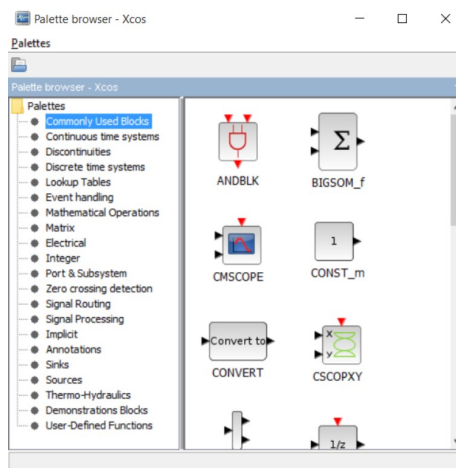 Palette browser - Xcos
Palettes
Palette browser - Xcos
Palettes
Commonly Used Blocks
Continuous time systems
Discontinuities
Discrete time systems
Lookup Tables
Event handling
Mathematical Operations
Matrix
Electrical
Integer
Port & Subsystem
Zero crossing detection
Signal Routing
Signal Processing
Implicit
Annotations
Sinks
Sources
Thermo-Hydraulics
Demonstrations Blocks
User-Defined Functions
Σ
ANDBLK
BIGSOM_f
1
CMSCOPE
CONST_m
Convert to
x
y
CONVERT
CSCOPXY
1/z